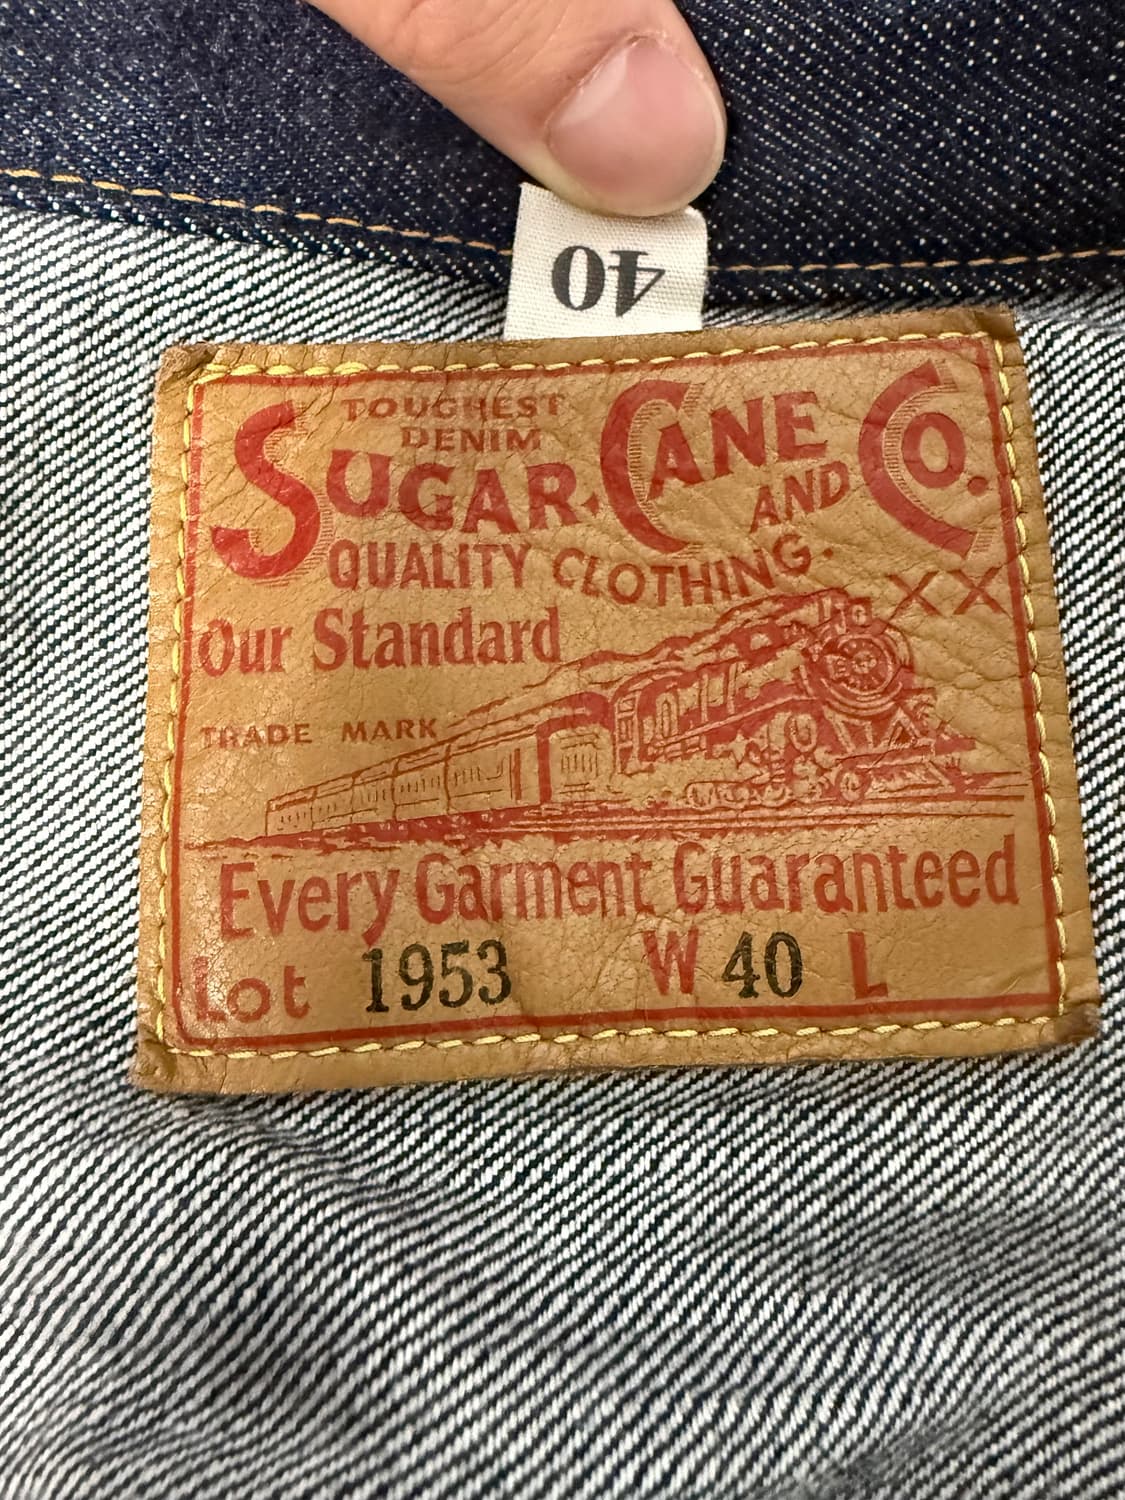 40
TOUGHEST
DENIM
SUGAR. CANE AND CO.
QUALITY CLOTHING.
XX
Our Standard
TRADE MARK
Every Garment Guaranteed
Lot 1953 W 40 L